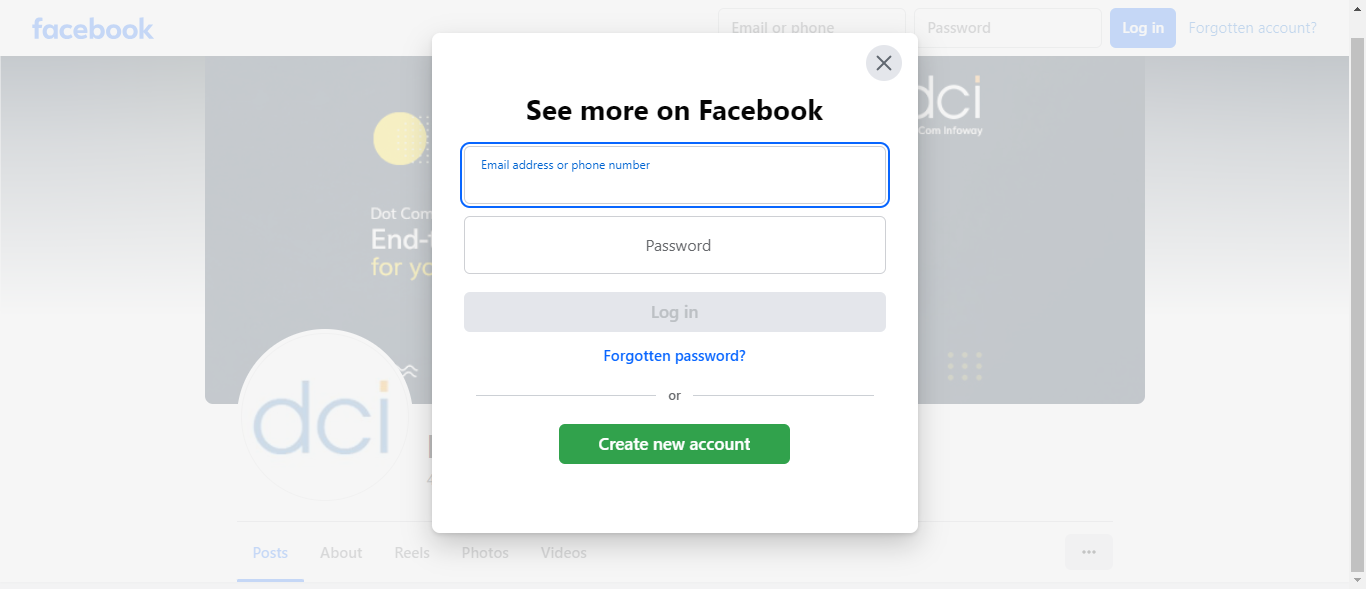 facebook
Email or phone
Password
Log in
Forgotten account?
See more on Facebook
Email address or phone number
Password
Log in
Forgotten password?
or
Create new account
dci
Com Infoway
Dot Com
End-t
for yo
dci
Posts
About
Reels
Photos
Videos